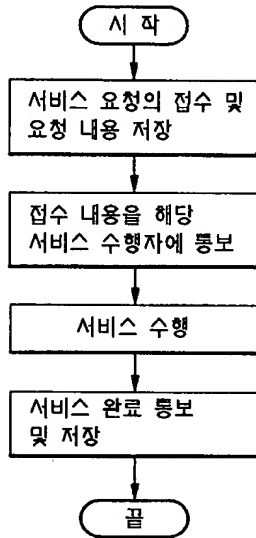 시 작
서비스 요청의 접수 및
요청 내용 저장
접수 내용을 해당
서비스 수행자에 통보
서비스 수행
서비스 완료 통보
및 저장
끝